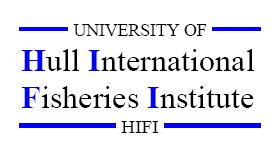 UNIVERSITY OF
Hull International
Fisheries Institute
HIFI